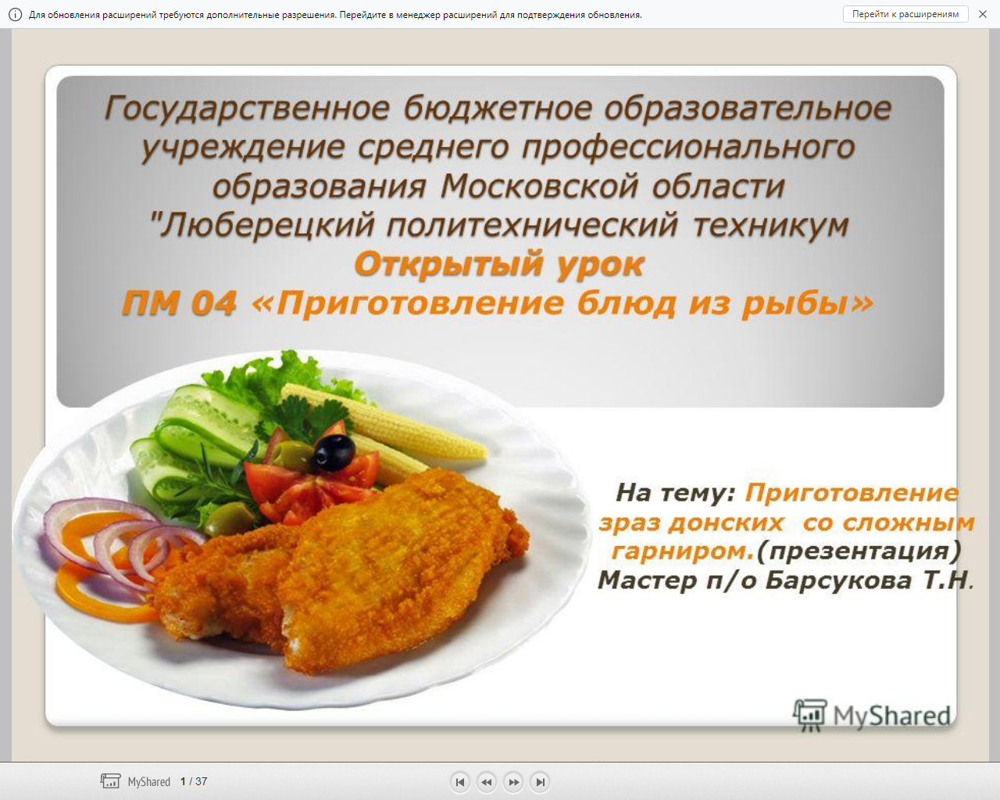 Для обновления расширений требуются дополнительные разрешения. Перейдите в менеджер расширений для подтверждения обновления.
Перейти к расширениям
Государственное бюджетное образовательное
учреждение среднего профессионального
образования Московской области
"Люберецкий политехнический техникум
Открытый урок
ПМ 04 «Приготовление блюд из рыбы»
На тему: Приготовление
зраз донских со сложным
гарниром.(презентация)
Мастер п/о Барсукова Т.Н.
MyShared
MyShared 1 / 37